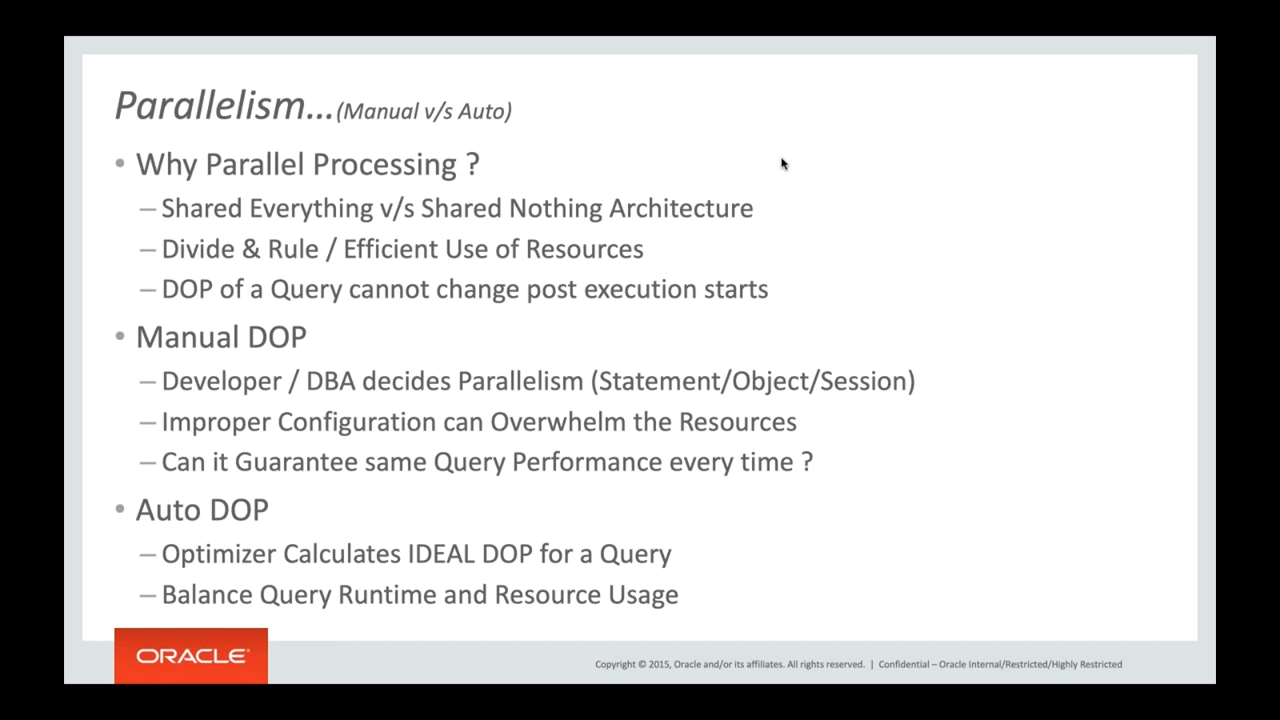 Parallelism...(Manual v/s Auto)
• Why Parallel Processing ?
– Shared Everything v/s Shared Nothing Architecture
– Divide & Rule / Efficient Use of Resources
– DOP of a Query cannot change post execution starts
• Manual DOP
– Developer / DBA decides Parallelism (Statement/Object/Session)
– Improper Configuration can Overwhelm the Resources
– Can it Guarantee same Query Performance every time ?
• Auto DOP
– Optimizer Calculates IDEAL DOP for a Query
– Balance Query Runtime and Resource Usage
ORACLE®
Copyright © 2015, Oracle and/or its affiliates. All rights reserved. | Confidential – Oracle Internal/Restricted/Highly Restricted